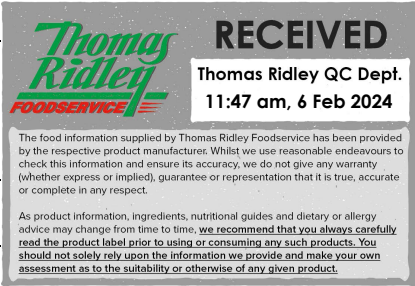 Thomas
Ridley
FOODSERVICE
RECEIVED
Thomas Ridley QC Dept.
11:47 am, 6 Feb 2024
The food information supplied by Thomas Ridley Foodservice has been provided
by the respective product manufacturer. Whilst we use reasonable endeavours to
check this information and ensure its accuracy, we do not give any warranty
(whether express or implied), guarantee or representation that it is true, accurate
or complete in any respect.
As product information, ingredients, nutritional guides and dietary or allergy
advice may change from time to time, we recommend that you always carefully
read the product label prior to using or consuming any such products. You
should not solely rely upon the information we provide and make your own
assessment as to the suitability or otherwise of any given product.